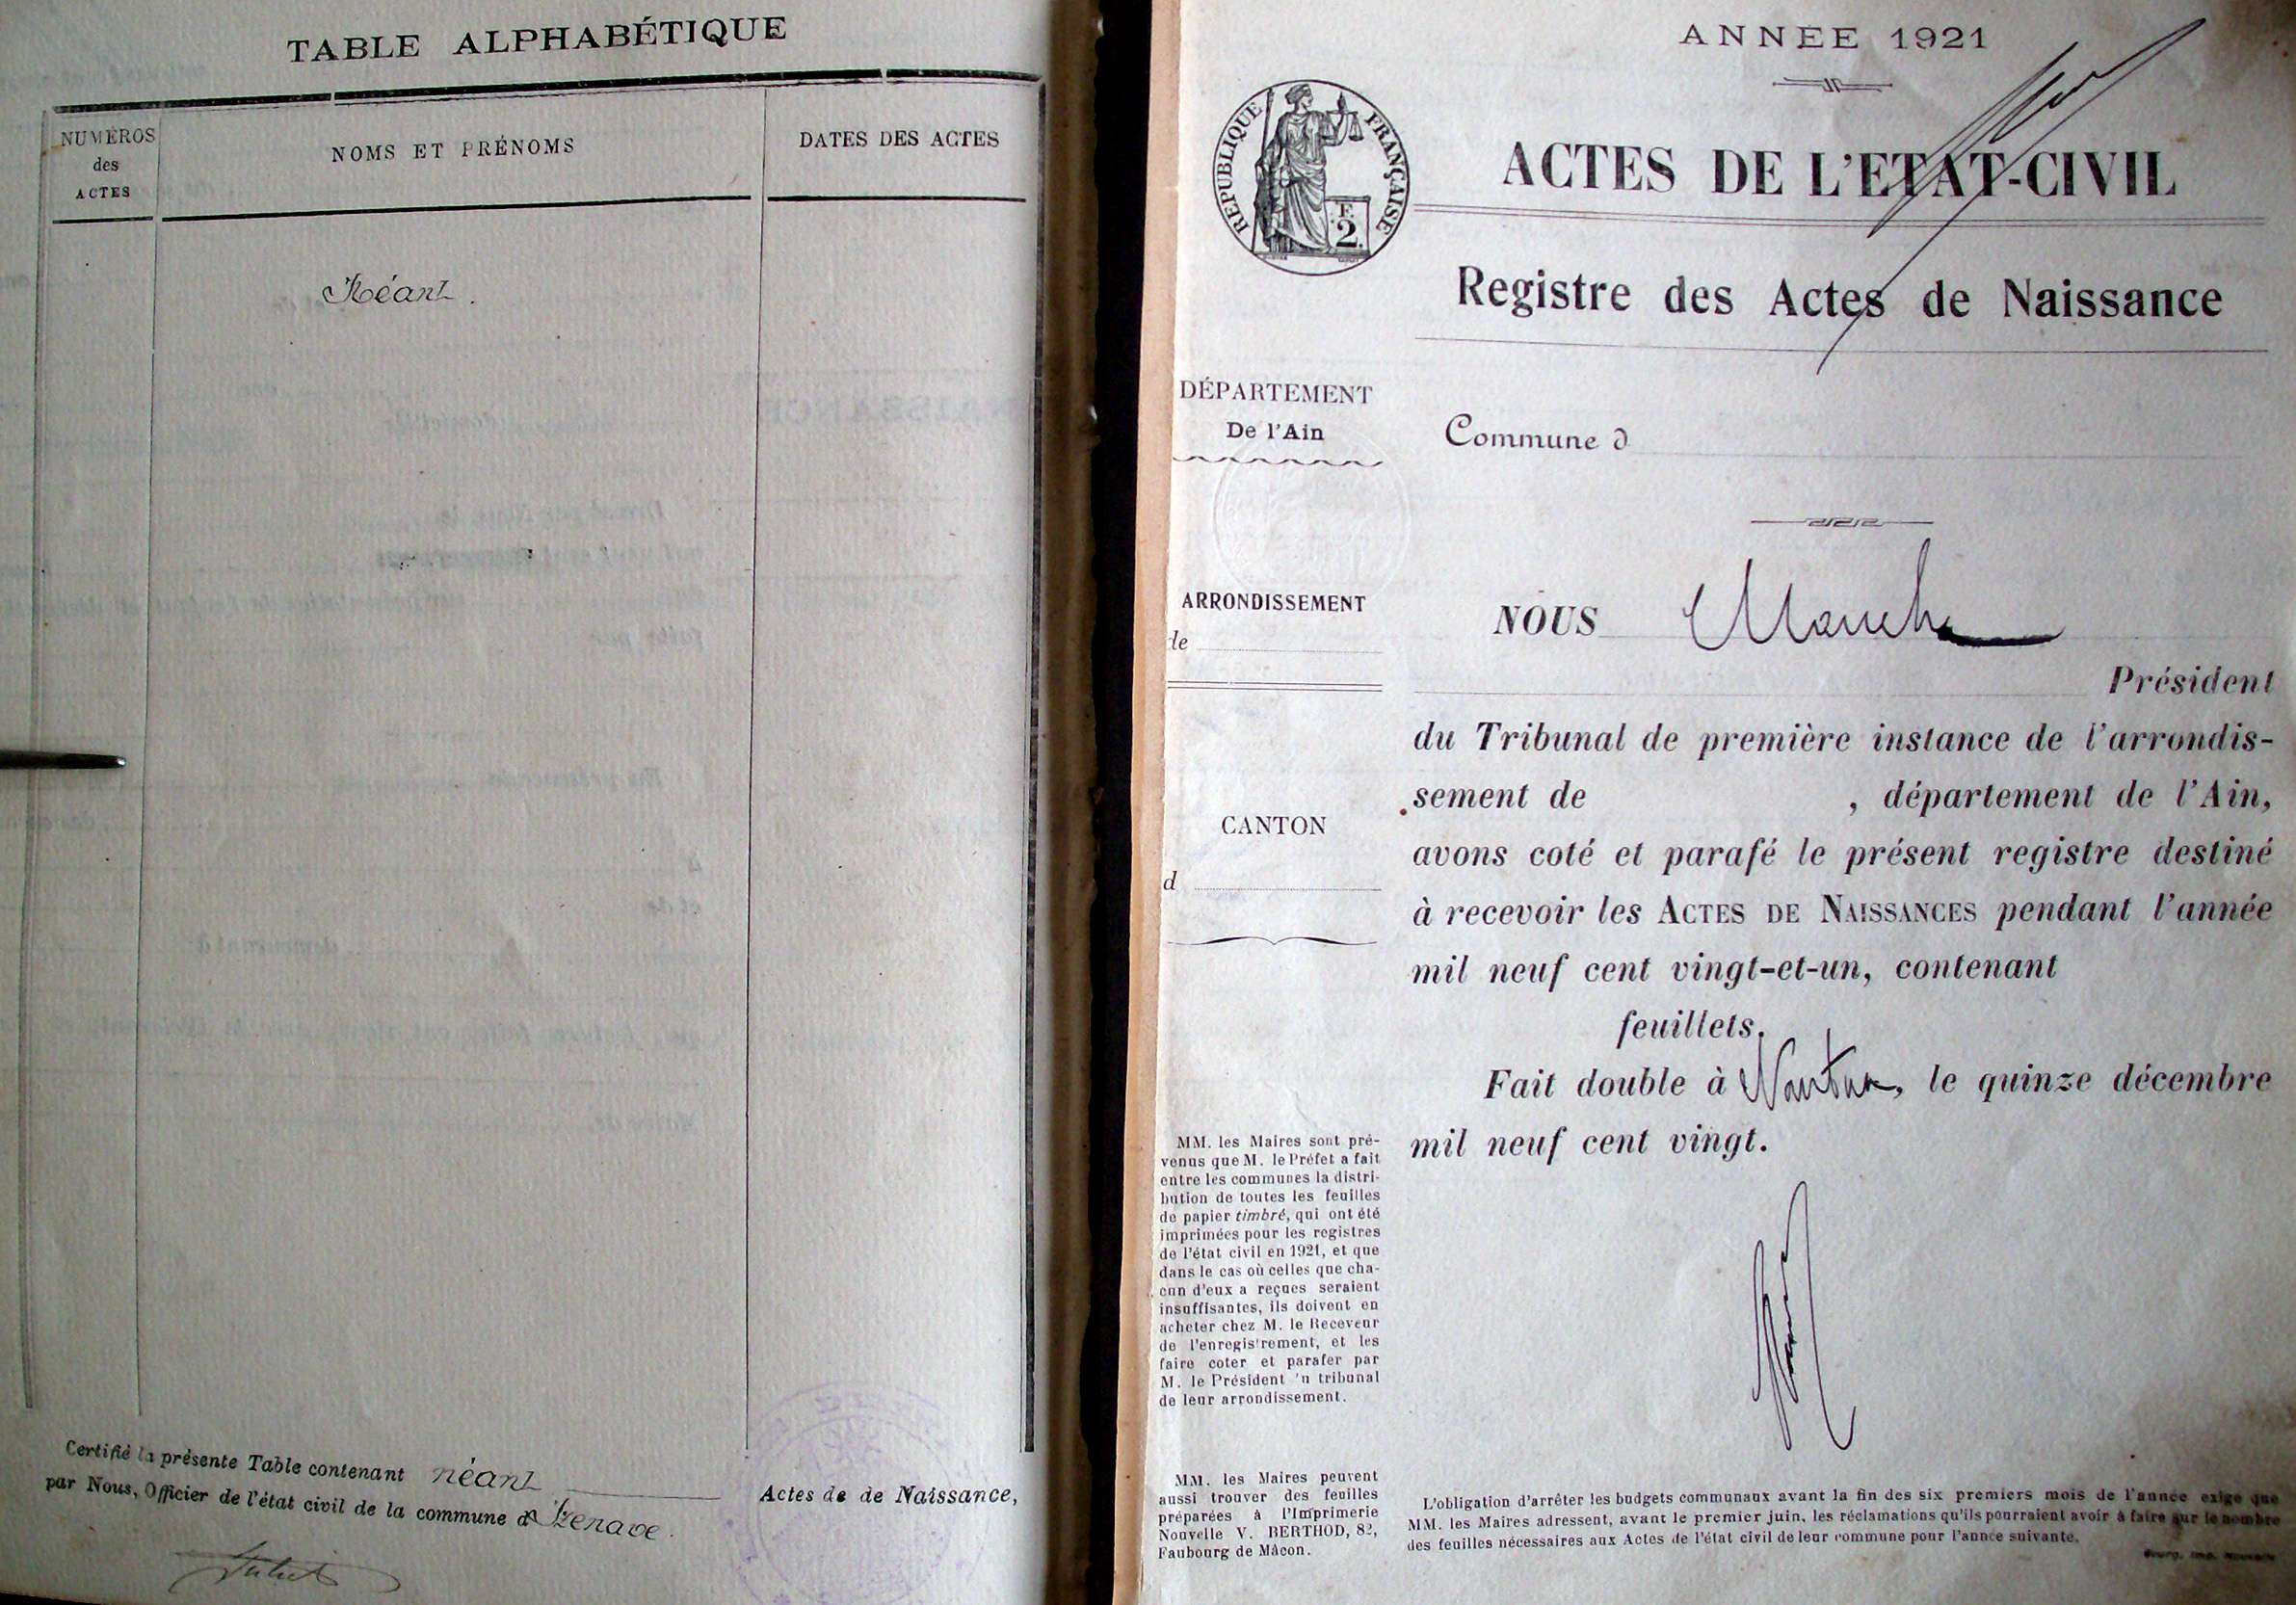 TABLE ALPHABÉTIQUE
NUMÉROS
des
ACTES
NOMS ET PRÉNOMS
DATES DES ACTES
Néant.
Certifié la présente Table contenant néant
Actes de de Naissance,
par Nous, Officier de l'état civil de la commune d'Izenave.
ANNÉE 1921
RÉPUBLIQUE FRANÇAISE
F.
2.
ACTES DE L'ETAT-CIVIL
Registre des Actes de Naissance
DÉPARTEMENT
De l'Ain
Commune d
ARRONDISSEMENT
de
CANTON
d
NOUS
Président
du Tribunal de première instance de l'arrondis-
sement de , département de l'Ain,
avons coté et parafé le présent registre destiné
à recevoir les ACTES DE NAISSANCES pendant l'année
mil neuf cent vingt-et-un, contenant
feuillets.
Fait double à Nantua, le quinze décembre
mil neuf cent vingt.
MM. les Maires sont pré-
venus que M. le Préfet a fait
entre les communes la distri-
bution de toutes les feuilles
de papier timbré, qui ont été
imprimées pour les registres
de l'état civil en 1921, et que
dans le cas où celles que cha-
cun d'eux a reçues seraient
insuffisantes, ils doivent en
acheter chez M. le Receveur
de l'enregistrement, et les
faire coter et parafer par
M. le Président 'u tribunal
de leur arrondissement.
MM. les Maires peuvent
aussi trouver des feuilles
préparées à l'Imprimerie
Nouvelle V. BERTHOD, 82,
Faubourg de Mâcon.
L'obligation d'arrêter les budgets communaux avant la fin des six premiers mois de l'année exige que
MM. les Maires adressent, avant le premier juin, les réclamations qu'ils pourraient avoir à faire sur le nombre
des feuilles nécessaires aux Actes de l'état civil de leur commune pour l'année suivante.